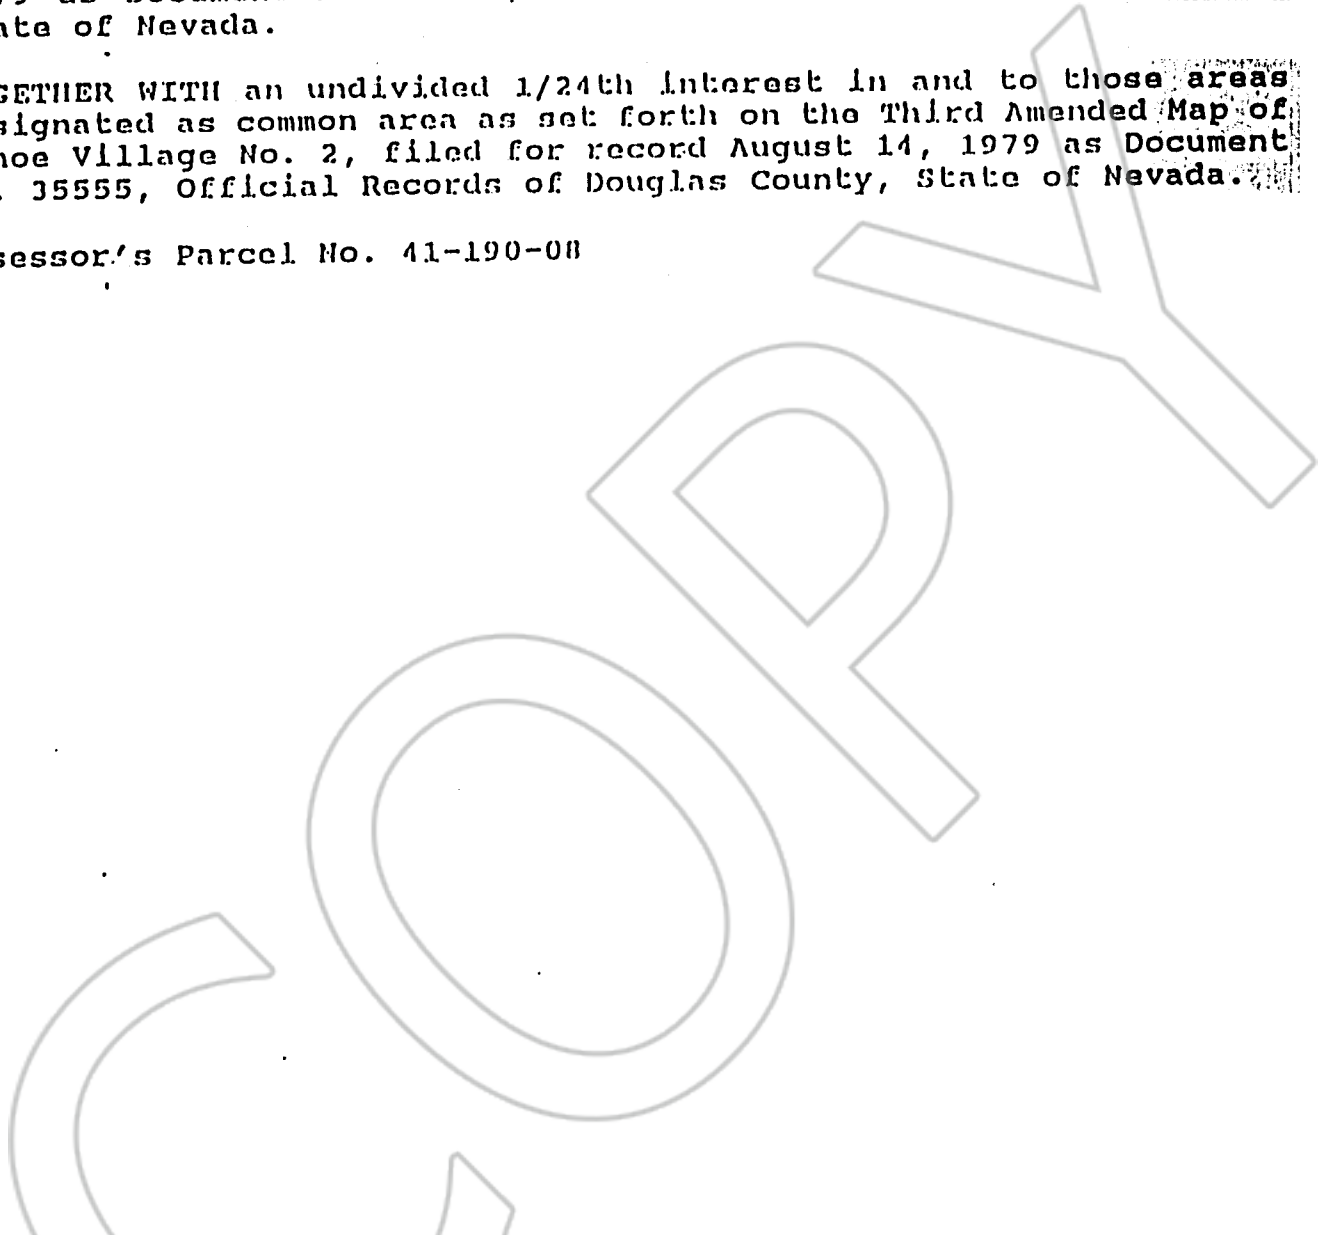 ate of Nevada.
GETHER WITH an undivided 1/24th interest in and to those areas
signated as common area as set forth on the Third Amended Map of
hoe Village No. 2, filed for record August 14, 1979 as Document
. 35555, Official Records of Douglas County, State of Nevada.
sessor's Parcel No. 41-190-08
COPY